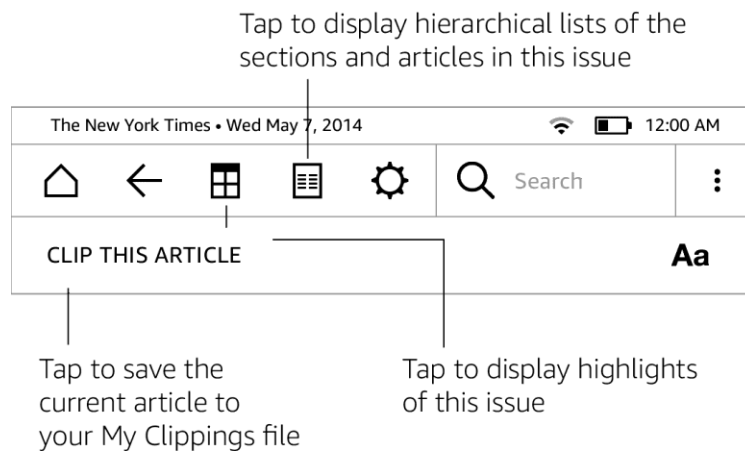 Tap to display hierarchical lists of the
sections and articles in this issue
The New York Times • Wed May 7, 2014 12:00 AM
Search
CLIP THIS ARTICLE Aa
Tap to save the
current article to
your My Clippings file
Tap to display highlights
of this issue